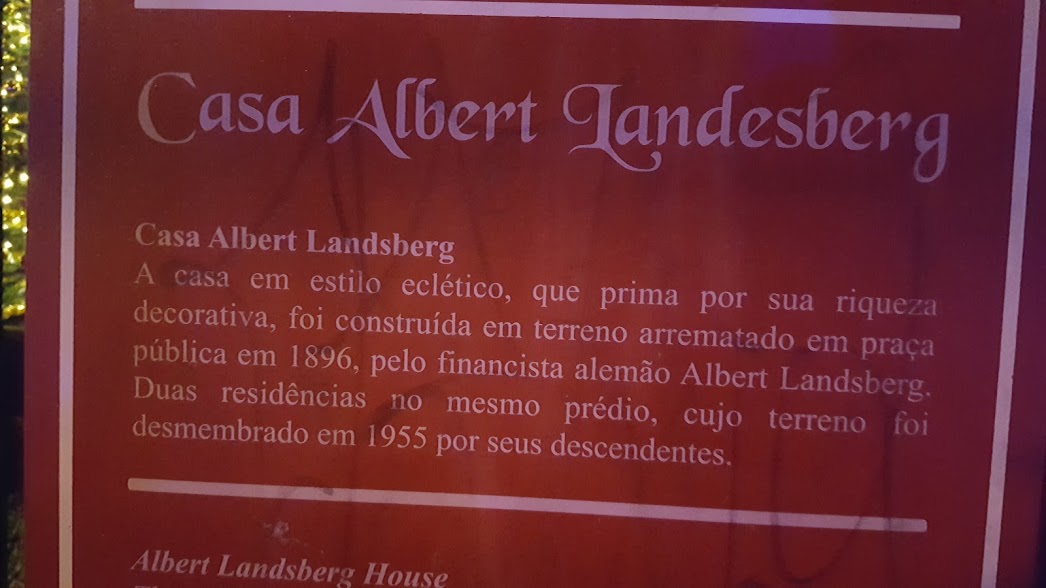 Casa Albert Landesberg
Casa Albert Landsberg
A casa em estilo eclético, que prima por sua riqueza
decorativa, foi construída em terreno arrematado em praça
pública em 1896, pelo financista alemão Albert Landsberg.
Duas residências no mesmo prédio, cujo terreno foi
desmembrado em 1955 por seus descendentes.
Albert Landsberg House